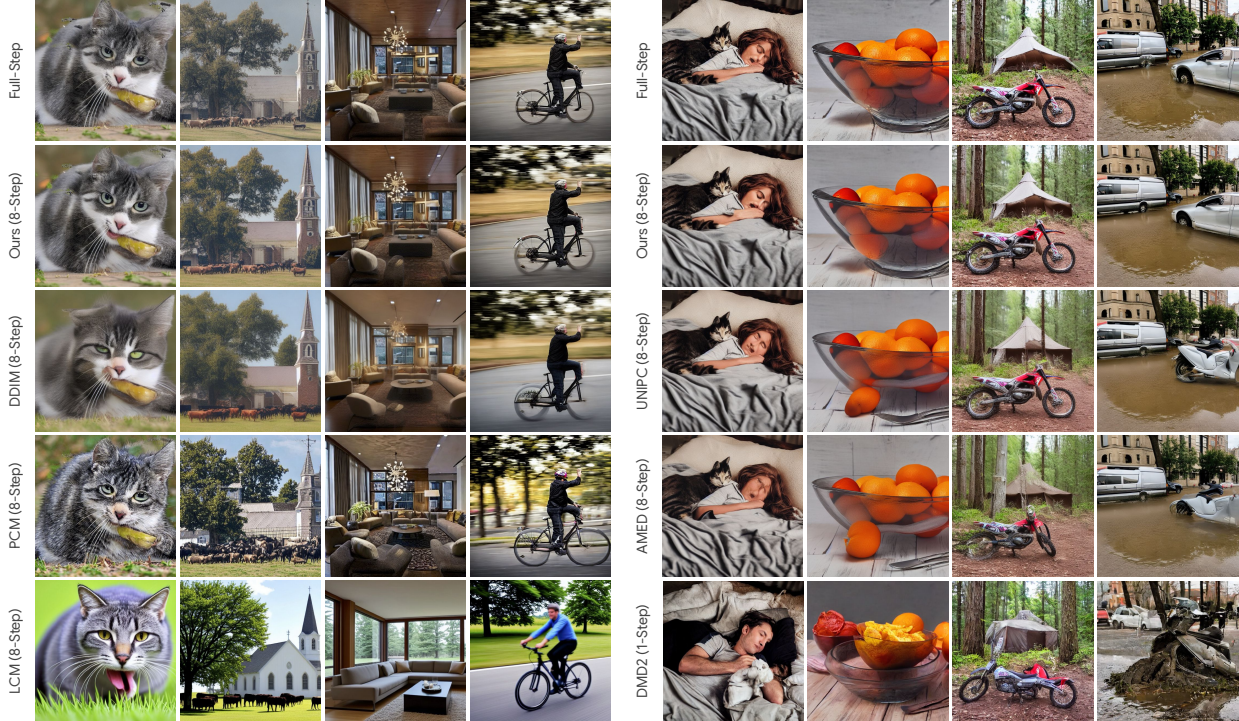 Full-Step
Ours (8-Step)
DDIM (8-Step)
PCM (8-Step)
LCM (8-Step)
Full-Step
Ours (8-Step)
UNIPC (8-Step)
AMED (8-Step)
DMD2 (1-Step)